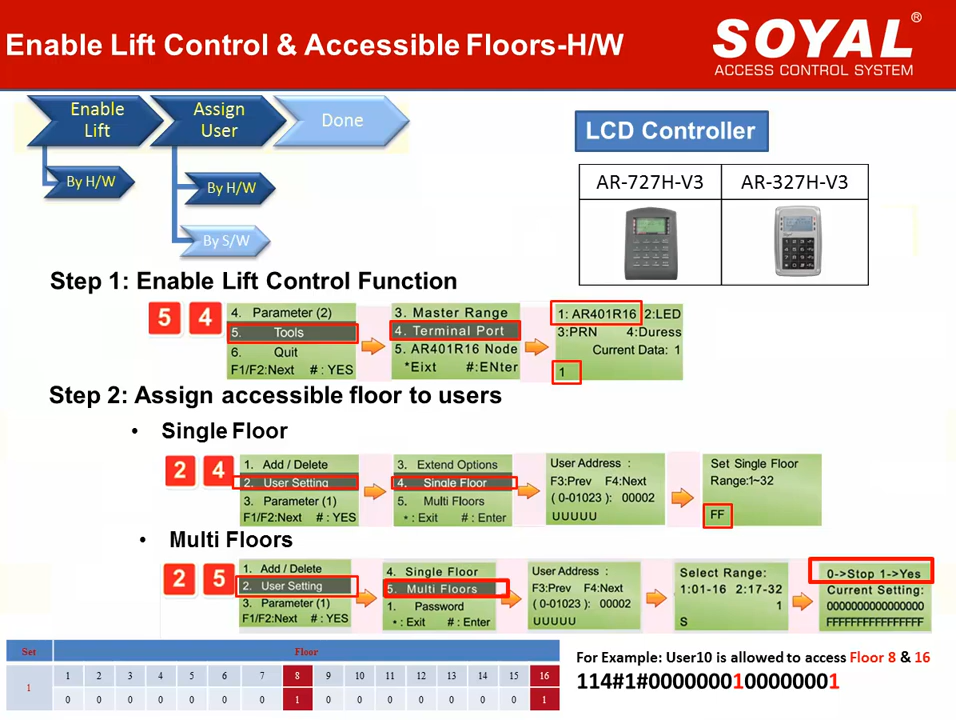 Enable Lift Control & Accessible Floors-H/W
SOYAL®
ACCESS CONTROL SYSTEM
Enable
Lift
Assign
User
Done
By H/W
By H/W
By S/W
LCD Controller
AR-727H-V3 AR-327H-V3
Step 1: Enable Lift Control Function
5 4
4. Parameter (2)
5. Tools
6. Quit
F1/F2:Next # : YES
3. Master Range
4. Terminal Port
5. AR401R16 Node
*Eixt #:ENter
1: AR401R16 2:LED
3:PRN 4:Duress
Current Data: 1
1
Step 2: Assign accessible floor to users
• Single Floor
2 4
1. Add / Delete
2. User Setting
3. Parameter (1)
F1/F2:Next # : YES
3. Extend Options
4. Single Floor
5. Multi Floors
* : Exit # : Enter
User Address :
F3:Prev F4:Next
( 0-01023 ): 00002
UUUUU
Set Single Floor
Range:1~32
FF
• Multi Floors
2 5
1. Add / Delete
2. User Setting
3. Parameter (1)
F1/F2:Next # : YES
4. Single Floor
5. Multi Floors
1. Password
* : Exit # : Enter
User Address :
F3:Prev F4:Next
( 0-01023 ): 00002
UUUUU
Select Range:
1:01-16 2:17-32
1
S
0->Stop 1->Yes
Current Setting:
0000000000000000
FFFFFFFFFFFFFFFF
Set Floor
1 2 3 4 5 6 7 8 9 10 11 12 13 14 15 16
1
0 0 0 0 0 0 0 1 0 0 0 0 0 0 0 1
For Example: User10 is allowed to access Floor 8 & 16
114#1#0000000100000001